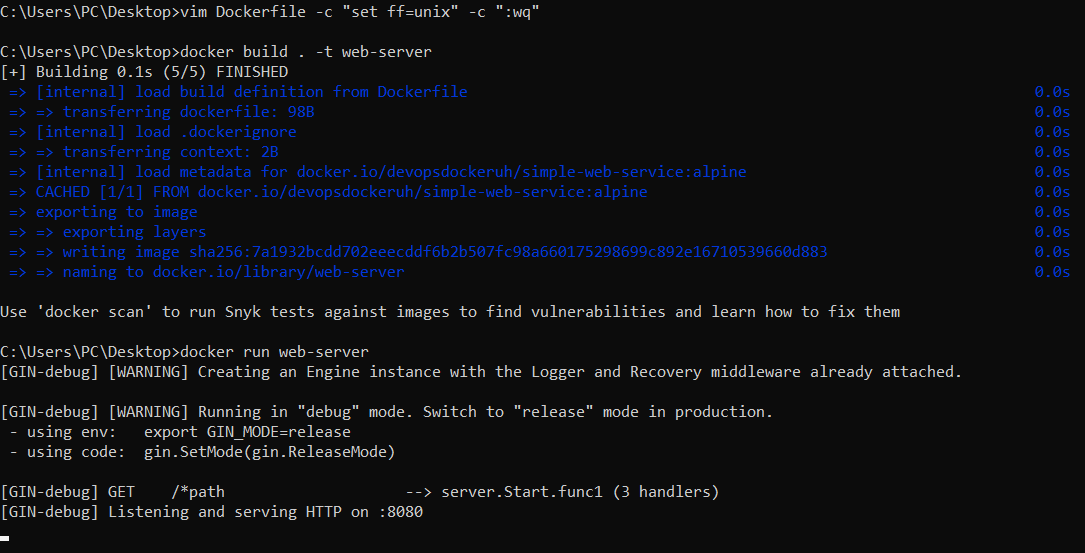 C:\Users\PC\Desktop>vim Dockerfile -c "set ff=unix" -c ":wq"
C:\Users\PC\Desktop>docker build . -t web-server
[+] Building 0.1s (5/5) FINISHED
=> [internal] load build definition from Dockerfile 0.0s
=> => transferring dockerfile: 98B 0.0s
=> [internal] load .dockerignore 0.0s
=> => transferring context: 2B 0.0s
=> [internal] load metadata for docker.io/devopsdockeruh/simple-web-service:alpine 0.0s
=> CACHED [1/1] FROM docker.io/devopsdockeruh/simple-web-service:alpine 0.0s
=> exporting to image 0.0s
=> => exporting layers 0.0s
=> => writing image sha256:7a1932bcdd702eeecddf6b2b507fc98a660175298699c892e16710539660d883 0.0s
=> => naming to docker.io/library/web-server 0.0s
Use 'docker scan' to run Snyk tests against images to find vulnerabilities and learn how to fix them
C:\Users\PC\Desktop>docker run web-server
[GIN-debug] [WARNING] Creating an Engine instance with the Logger and Recovery middleware already attached.
[GIN-debug] [WARNING] Running in "debug" mode. Switch to "release" mode in production.
- using env: export GIN_MODE=release
- using code: gin.SetMode(gin.ReleaseMode)
[GIN-debug] GET /*path --> server.Start.func1 (3 handlers)
[GIN-debug] Listening and serving HTTP on :8080